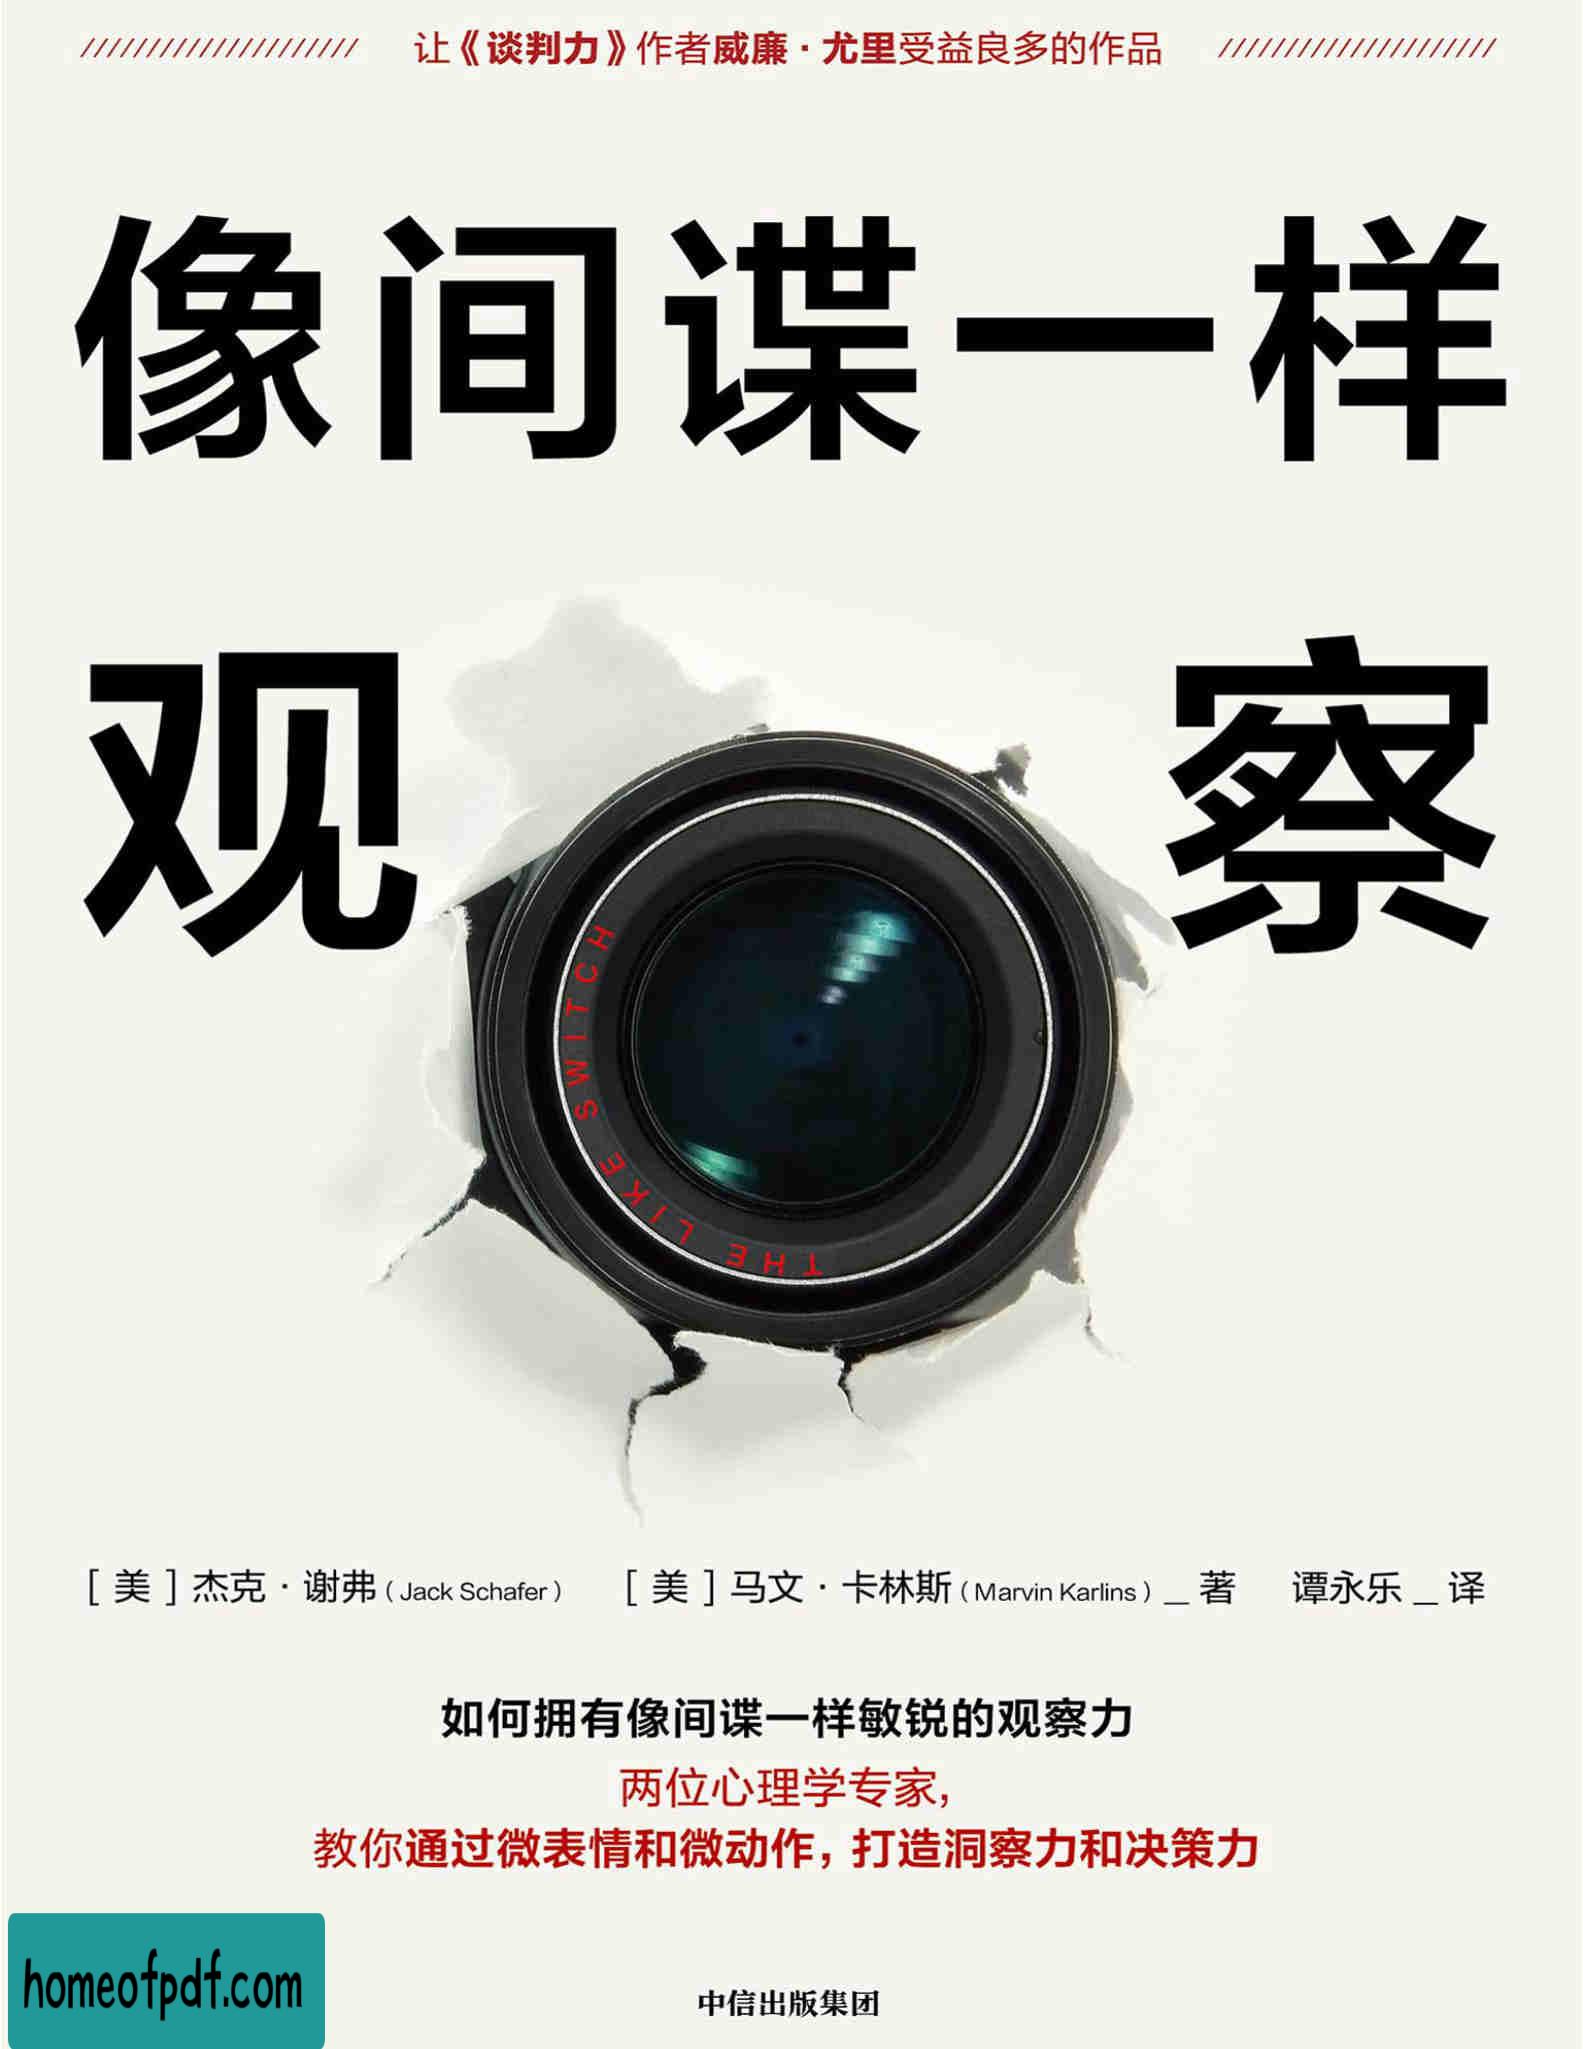 让《谈判力》作者威廉·尤里受益良多的作品
像间谍一样
观察
THE LIKE SWITCH
[美]杰克·谢弗(Jack Schafer) [美]马文·卡林斯(Marvin Karlins)_著 谭永乐_译
如何拥有像间谍一样敏锐的观察力
两位心理学专家,
教你通过微表情和微动作,打造洞察力和决策力
homeofpdf.com
中信出版集团